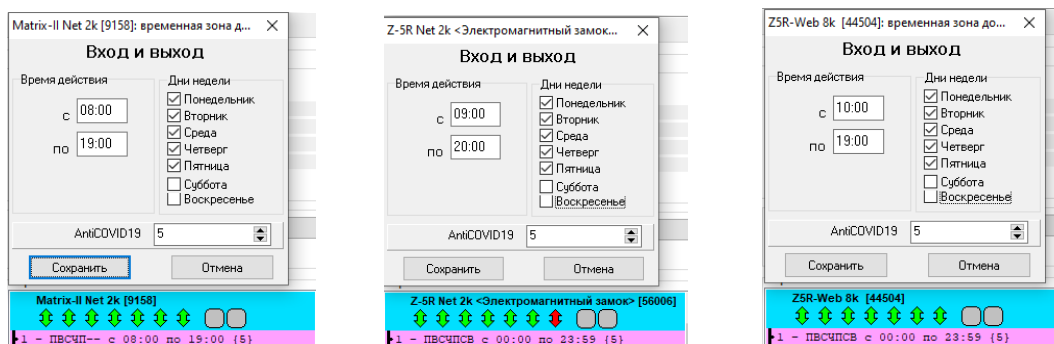 Matrix-II Net 2k [9158]: временная зона д...
Вход и выход
Время действия
с 08:00
по 19:00
Дни недели
Понедельник
Вторник
Среда
Четверг
Пятница
Суббота
Воскресенье
AntiCOVID19 5
Сохранить Отмена
Matrix-II Net 2k [9158]
1 - ПВСЧП-- с 08:00 по 19:00 {5}
Z-5R Net 2k <Электромагнитный замок...
Вход и выход
Время действия
с 09:00
по 20:00
Дни недели
Понедельник
Вторник
Среда
Четверг
Пятница
Суббота
Воскресенье
AntiCOVID19 5
Сохранить Отмена
Z-5R Net 2k <Электромагнитный замок> [56006]
1 - ПВСЧПСВ с 00:00 по 23:59 {5}
Z5R-Web 8k [44504]: временная зона до...
Вход и выход
Время действия
с 10:00
по 19:00
Дни недели
Понедельник
Вторник
Среда
Четверг
Пятница
Суббота
Воскресенье
AntiCOVID19 5
Сохранить Отмена
Z5R-Web 8k [44504]
1 - ПВСЧПСВ с 00:00 по 23:59 {5}